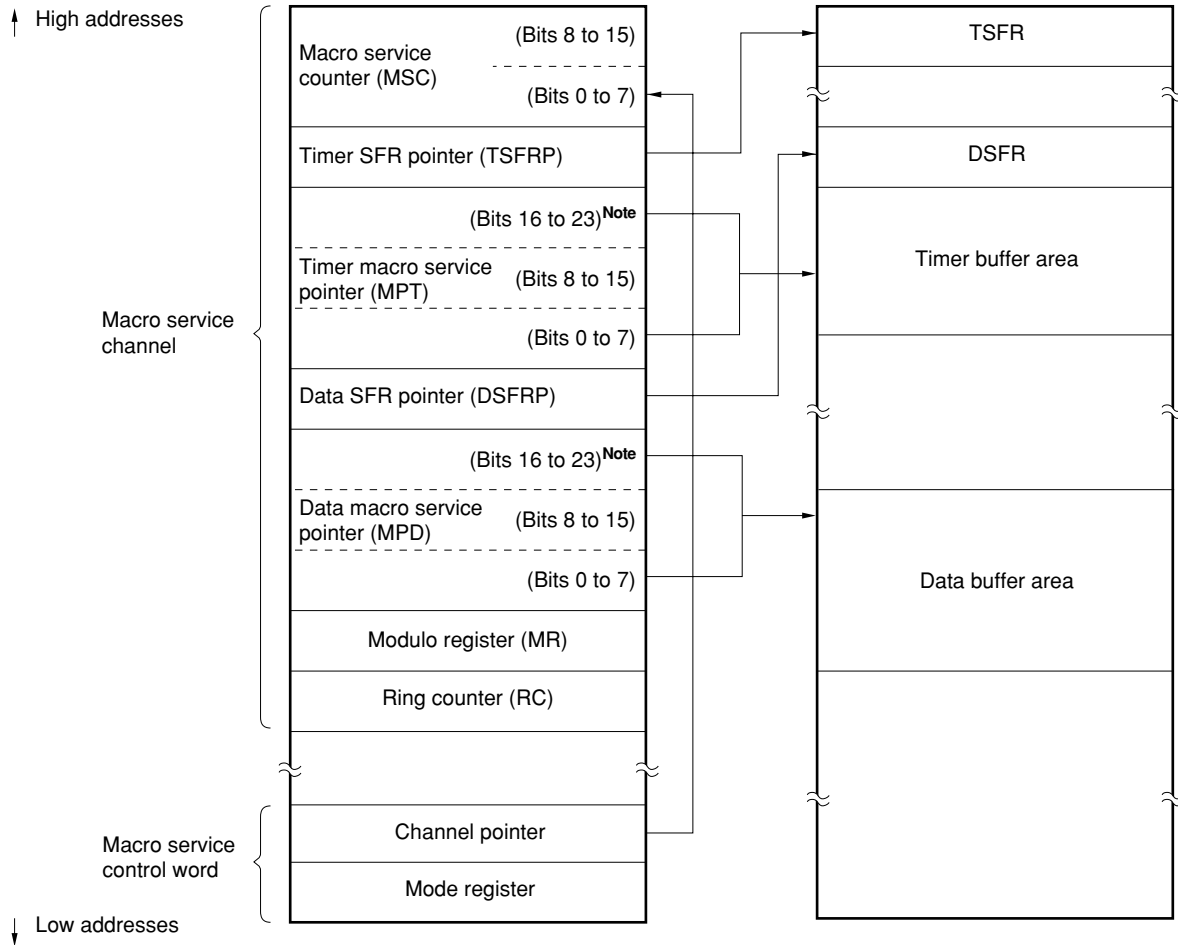 High addresses
Macro service
counter (MSC)
(Bits 8 to 15)
(Bits 0 to 7)
Timer SFR pointer (TSFRP)
(Bits 16 to 23)Note
Timer macro service
pointer (MPT)
(Bits 8 to 15)
(Bits 0 to 7)
Macro service
channel
Data SFR pointer (DSFRP)
(Bits 16 to 23)Note
Data macro service
pointer (MPD)
(Bits 8 to 15)
(Bits 0 to 7)
Modulo register (MR)
Ring counter (RC)
Macro service
control word
Channel pointer
Mode register
Low addresses
TSFR
DSFR
Timer buffer area
Data buffer area